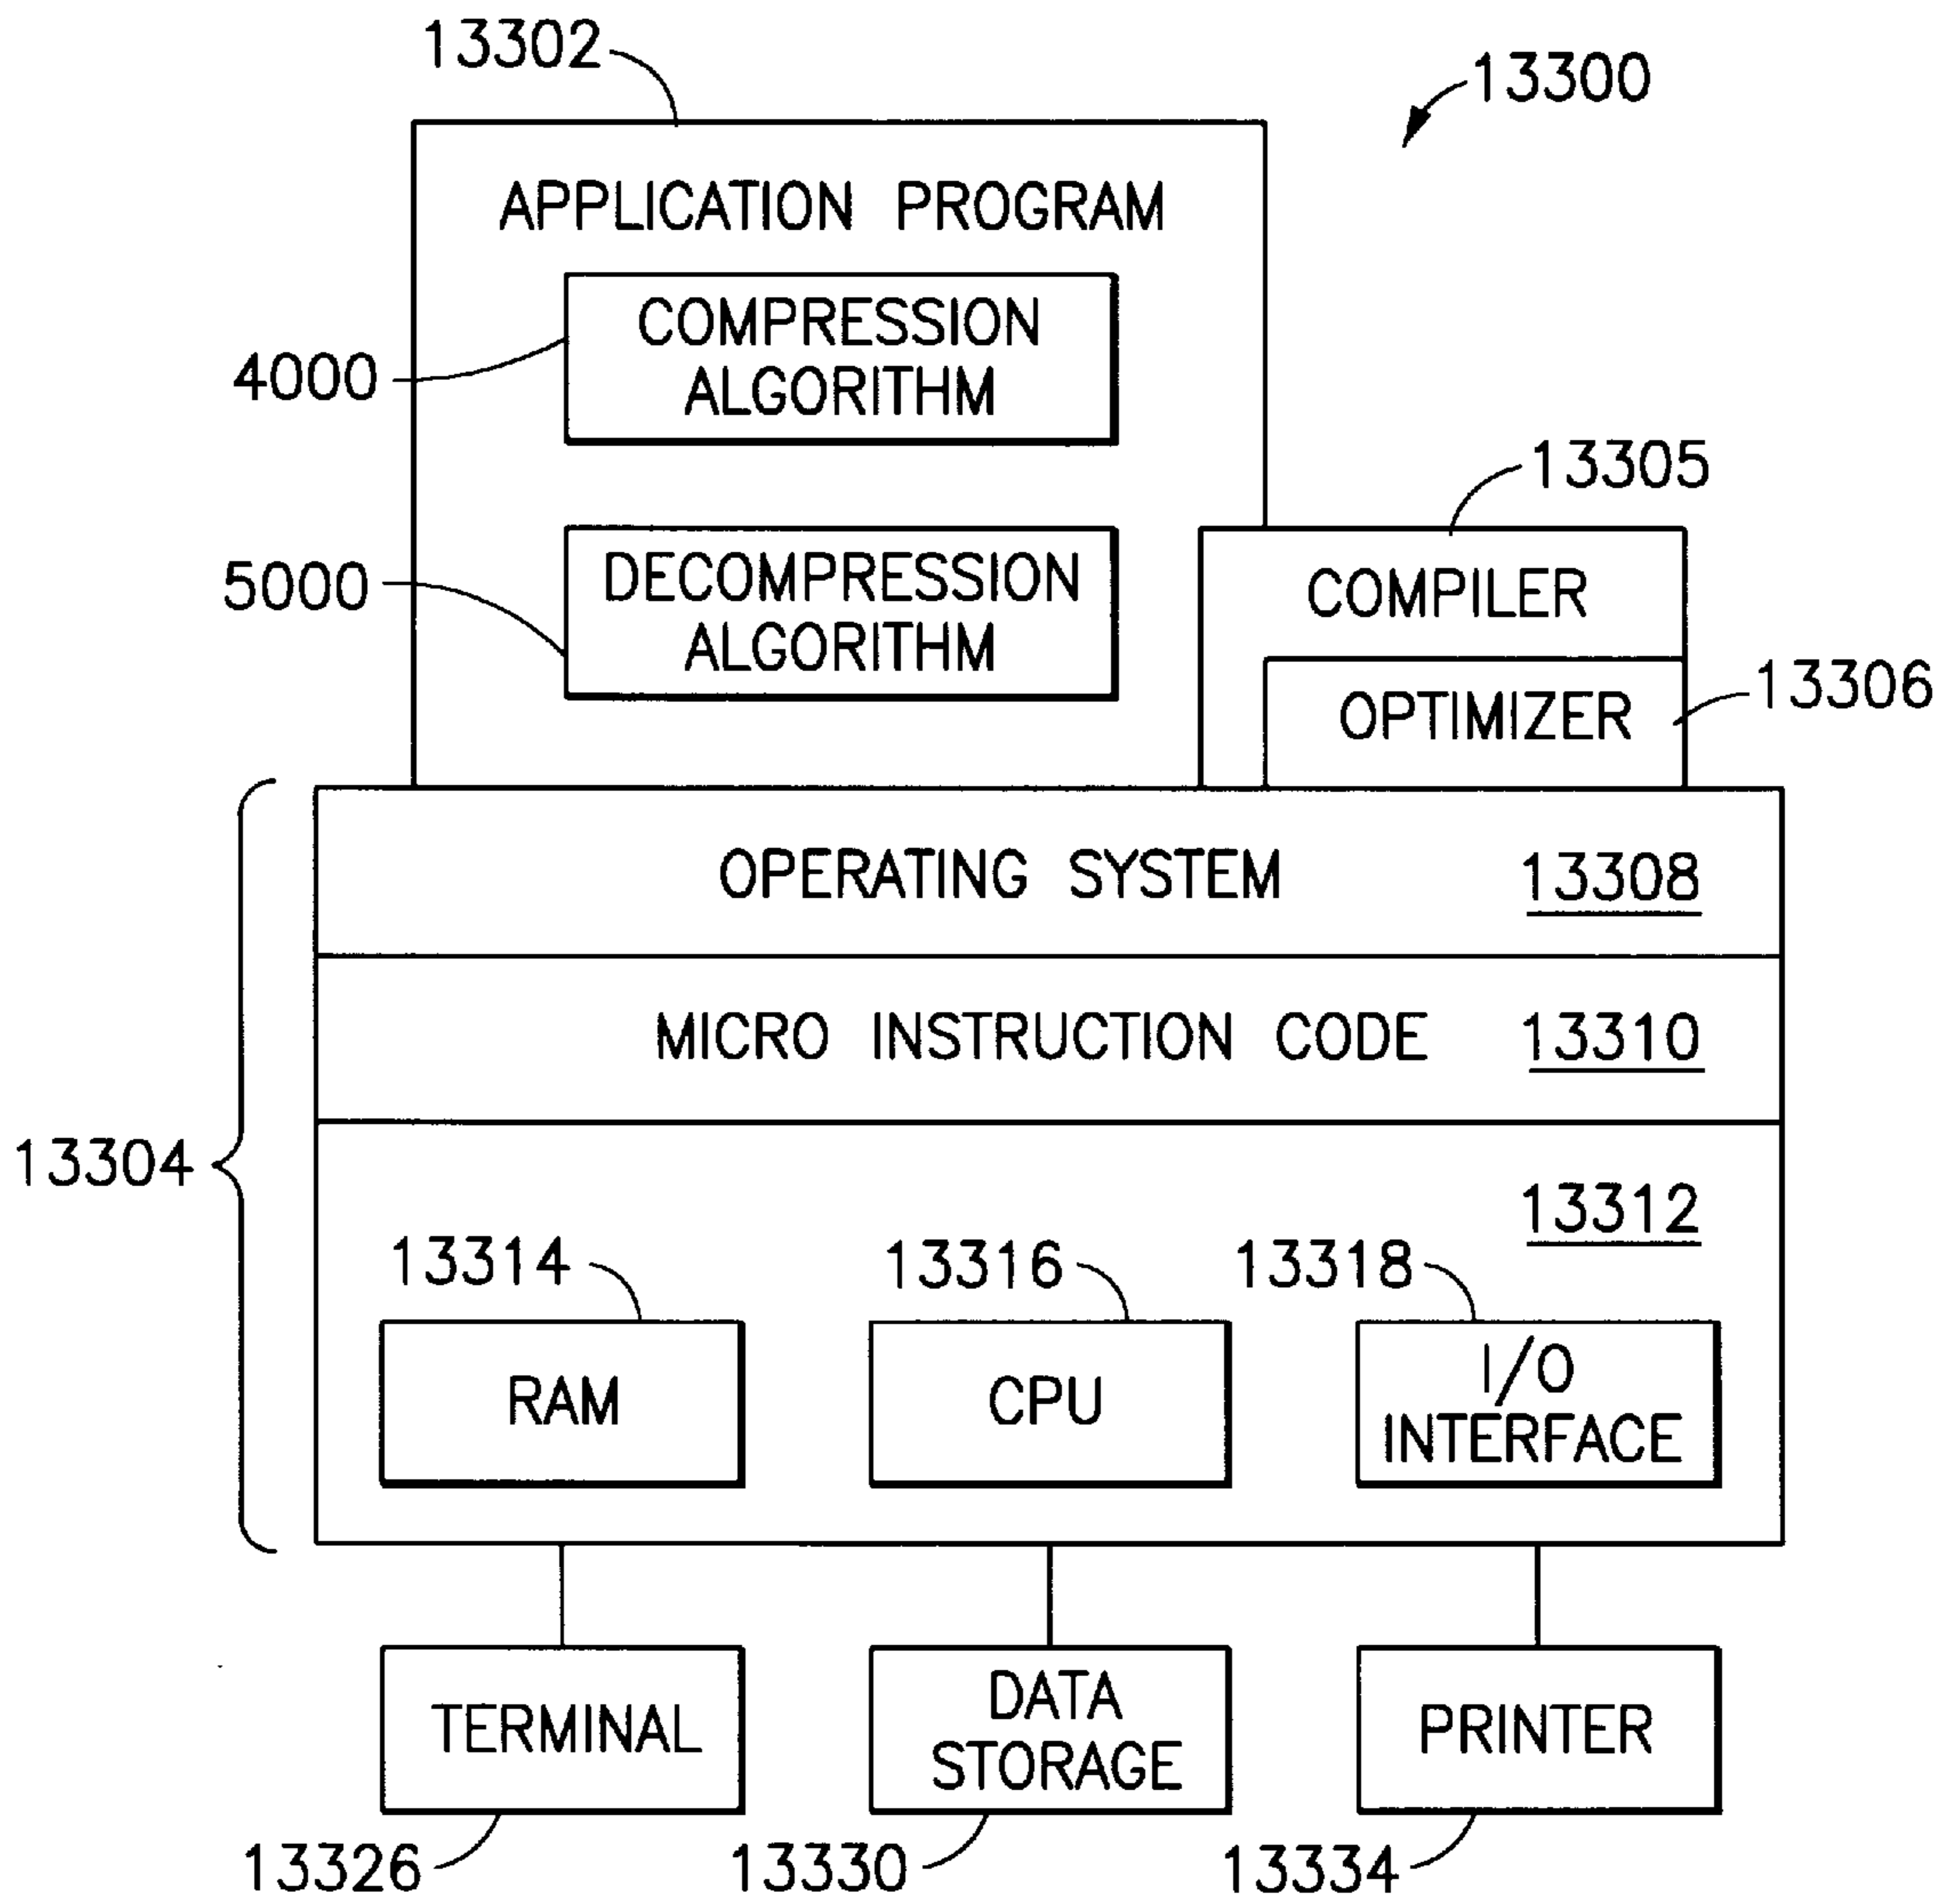 13302
13300
APPLICATION PROGRAM
COMPRESSION
ALGORITHM
4000
13305
DECOMPRESSION
ALGORITHM
5000
COMPILER
OPTIMIZER
13306
OPERATING SYSTEM 13308
MICRO INSTRUCTION CODE 13310
13304
13312
13314
13316
13318
RAM
CPU
I/O
INTERFACE
TERMINAL
DATA
STORAGE
PRINTER
13326
13330
13334